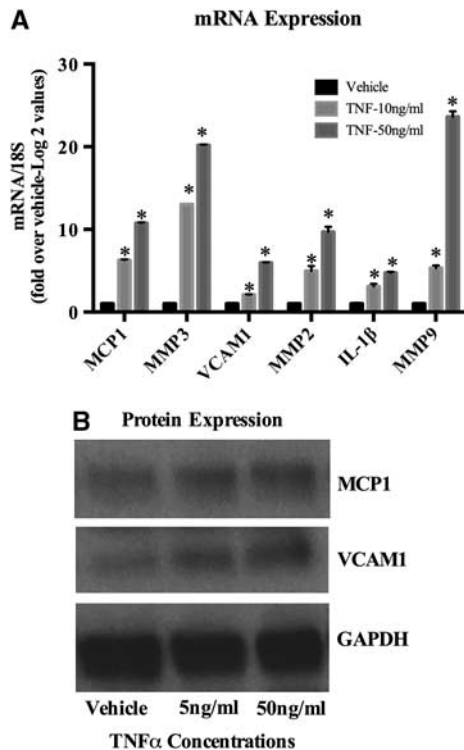 A
mRNA Expression
mRNA/18S
(fold over vehicle-Log 2 values)
30
20
10
0
Vehicle
TNF-10ng/ml
TNF-50ng/ml
* * * * * * * * * * * *
MCP1 MMP3 VCAM1 MMP2 IL-1β MMP9
B
Protein Expression
MCP1
VCAM1
GAPDH
Vehicle 5ng/ml 50ng/ml
TNFα Concentrations